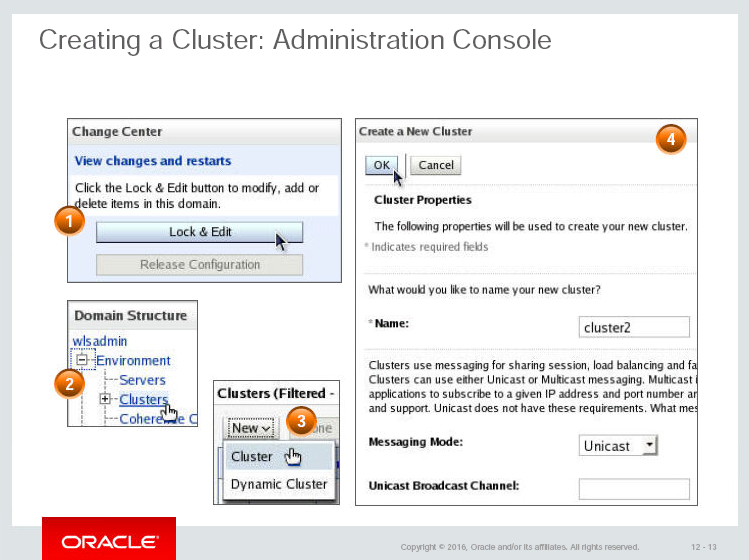 Creating a Cluster: Administration Console
Change Center
View changes and restarts
Click the Lock & Edit button to modify, add or
delete items in this domain.
1
Lock & Edit
Release Configuration
Domain Structure
wlsadmin
Environment
2
Servers
Clusters
Coherence C
Clusters (Filtered -
3
New
one
Cluster
Dynamic Cluster
Create a New Cluster
4
OK Cancel
Cluster Properties
The following properties will be used to create your new cluster.
* Indicates required fields
What would you like to name your new cluster?
* Name: cluster2
Clusters use messaging for sharing session, load balancing and fa
Clusters can use either Unicast or Multicast messaging. Multicast i
applications to subscribe to a given IP address and port number an
and support. Unicast does not have these requirements. What mes
Messaging Mode: Unicast
Unicast Broadcast Channel:
ORACLE
Copyright © 2016, Oracle and/or its affiliates. All rights reserved. 12 - 13